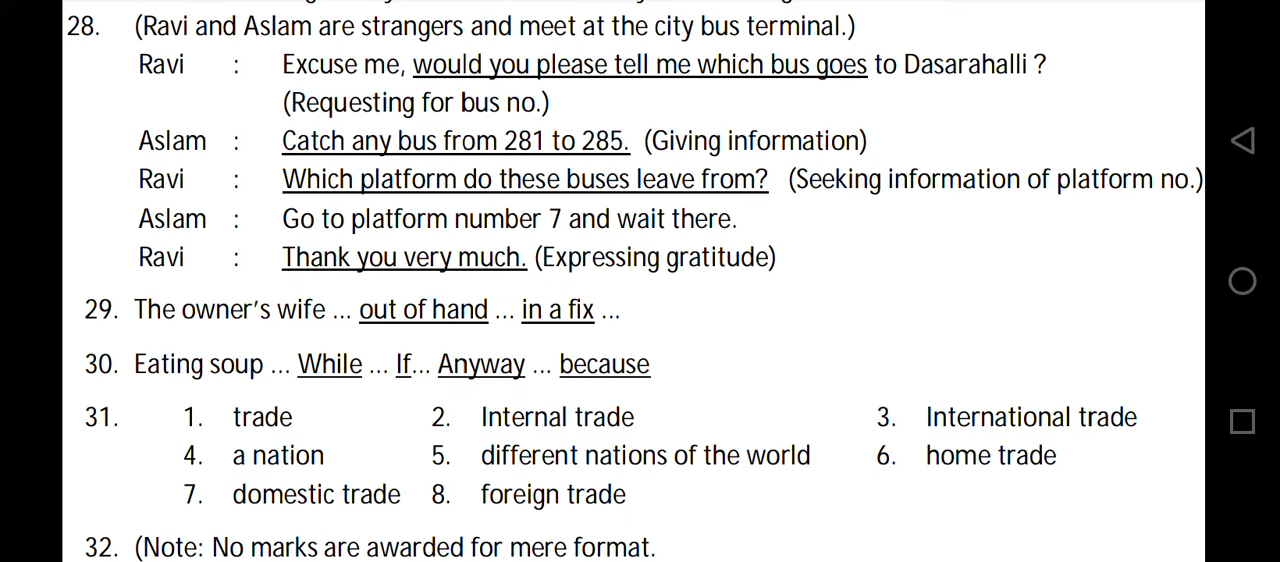 28. (Ravi and Aslam are strangers and meet at the city bus terminal.)
Ravi : Excuse me, would you please tell me which bus goes to Dasarahalli ?
(Requesting for bus no.)
Aslam : Catch any bus from 281 to 285. (Giving information)
Ravi : Which platform do these buses leave from? (Seeking information of platform no.)
Aslam : Go to platform number 7 and wait there.
Ravi : Thank you very much. (Expressing gratitude)
29. The owner's wife ... out of hand ... in a fix ...
30. Eating soup ... While ... If... Anyway ... because
31. 1. trade 2. Internal trade 3. International trade
4. a nation 5. different nations of the world 6. home trade
7. domestic trade 8. foreign trade
32. (Note: No marks are awarded for mere format.